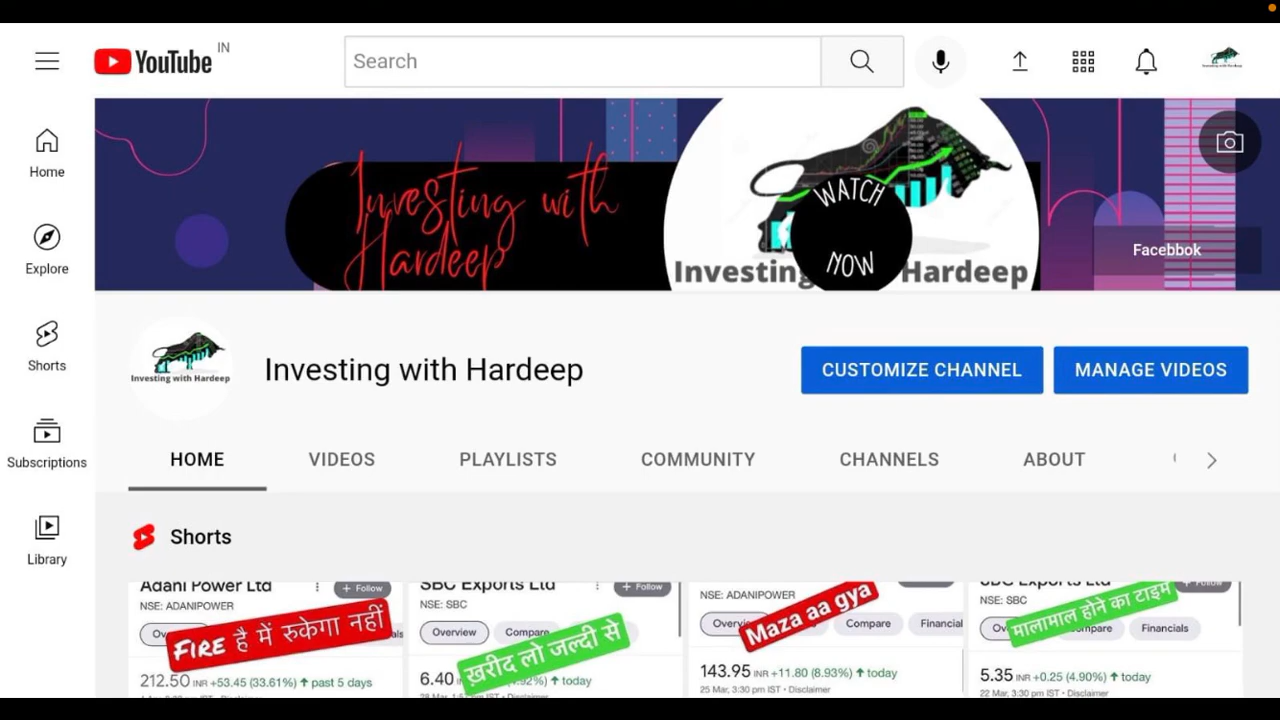 YouTube IN
Search
Home
Explore
Shorts
Subscriptions
Library
Investing with
Hardeep
WATCH
NOW
Investing Hardeep
Facebbok
Investing with Hardeep
Investing with Hardeep
CUSTOMIZE CHANNEL
MANAGE VIDEOS
HOME
VIDEOS
PLAYLISTS
COMMUNITY
CHANNELS
ABOUT
Shorts
Adani Power Ltd
+ Follow
NSE: ADANIPOWER
FIRE है में रुकेगा नहीं
212.50 INR +53.45 (33.61%) ↑ past 5 days
SBC Exports Ltd
+ Follow
NSE: SBC
Overview
Compare
ख़रीद लो जल्दी से
6.40 ↑ today
NSE: ADANIPOWER
Maza aa gya
Compare
Financial
143.95 INR +11.80 (8.93%) ↑ today
25 Mar, 3:30 pm IST • Disclaimer
SBC Exports Ltd
+ Follow
NSE: SBC
मालामाल होने का टाइम
Financials
5.35 INR +0.25 (4.90%) ↑ today
22 Mar, 3:30 pm IST • Disclaimer